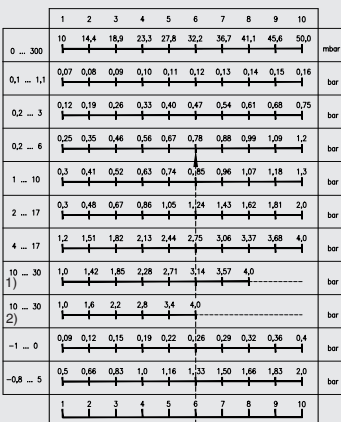 1 2 3 4 5 6 7 8 9 10
0 ... 300 10 14,4 18,9 23,3 27,8 32,2 36,7 41,1 45,6 50,0 mbar
0,1 ... 1,1 0,07 0,08 0,09 0,10 0,11 0,12 0,13 0,14 0,15 0,16 bar
0,2 ... 3 0,12 0,19 0,26 0,33 0,40 0,47 0,54 0,61 0,68 0,75 bar
0,2 ... 6 0,25 0,35 0,46 0,56 0,67 0,78 0,88 0,99 1,09 1,2 bar
1 ... 10 0,3 0,41 0,52 0,63 0,74 0,85 0,96 1,07 1,18 1,3 bar
2 ... 17 0,3 0,48 0,67 0,86 1,05 1,24 1,43 1,62 1,81 2,0 bar
4 ... 17 1,2 1,51 1,82 2,13 2,44 2,75 3,06 3,37 3,68 4,0 bar
10 ... 30 1,0 1,42 1,85 2,28 2,71 3,14 3,57 4,0 bar
1)
10 ... 30 1,0 1,6 2,2 2,8 3,4 4,0 bar
2)
-1 ... 0 0,09 0,12 0,15 0,19 0,22 0,26 0,29 0,32 0,36 0,4 bar
-0,8 ... 5 0,5 0,66 0,83 1,0 1,16 1,33 1,50 1,66 1,83 2,0 bar
1 2 3 4 5 6 7 8 9 10